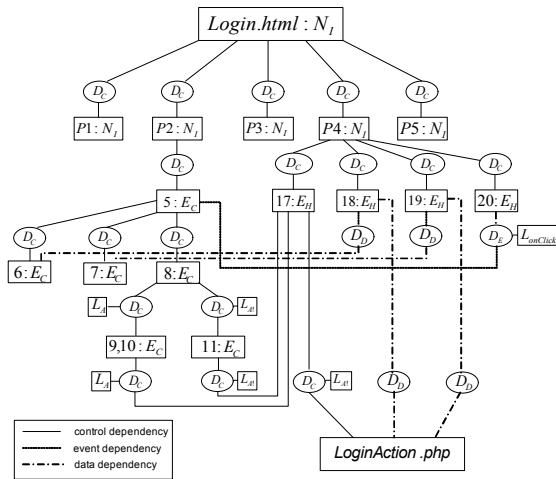 Login.html : N_I
D_C D_C D_C D_C D_C
P1 : N_I P2 : N_I P3 : N_I P4 : N_I P5 : N_I
D_C D_C D_C D_C D_C
5 : E_C 17 : E_H 18 : E_H 19 : E_H 20 : E_H
D_C D_C D_C D_D D_D D_E L_onClick
6 : E_C 7 : E_C 8 : E_C
L_A D_C D_C L_A!
9,10 : E_C 11 : E_C
L_A D_C D_C L_A! D_C L_A! D_D D_D
control dependency
event dependency
data dependency
LoginAction .php